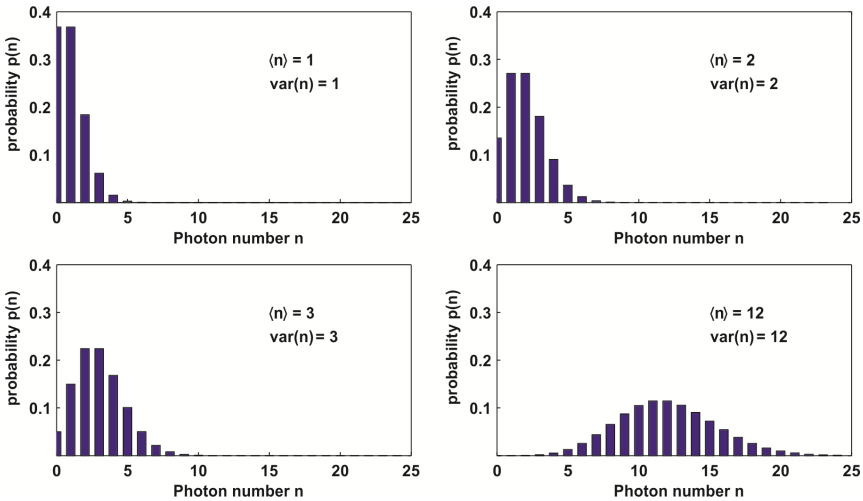 0.4
0.3
0.2
0.1
probability p(n)
⟨n⟩ = 1
var(n) = 1
0 5 10 15 20 25
Photon number n
0.4
0.3
0.2
0.1
probability p(n)
⟨n⟩ = 2
var(n) = 2
0 5 10 15 20 25
Photon number n
0.4
0.3
0.2
0.1
probability p(n)
⟨n⟩ = 3
var(n) = 3
0 5 10 15 20 25
Photon number n
0.4
0.3
0.2
0.1
probability p(n)
⟨n⟩ = 12
var(n) = 12
0 5 10 15 20 25
Photon number n